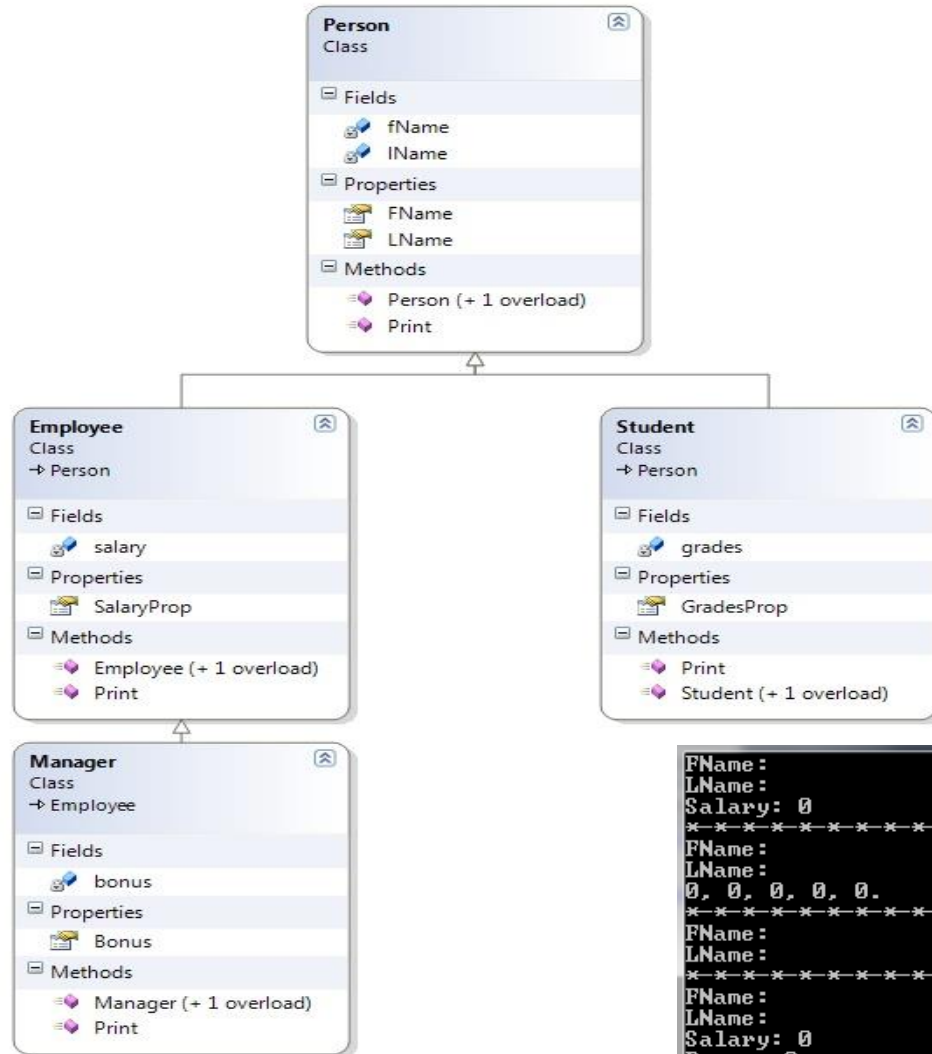 Person
Class
Fields
fName
lName
Properties
FName
LName
Methods
Person (+ 1 overload)
Print
Employee
Class
Person
Fields
salary
Properties
SalaryProp
Methods
Employee (+ 1 overload)
Print
Student
Class
Person
Fields
grades
Properties
GradesProp
Methods
Print
Student (+ 1 overload)
Manager
Class
Employee
Fields
bonus
Properties
Bonus
Methods
Manager (+ 1 overload)
Print
FName:
LName:
Salary: 0
*-*-*-*-*-*-*-*-*-
FName:
LName:
0, 0, 0, 0, 0.
*-*-*-*-*-*-*-*-*-
FName:
LName:
*-*-*-*-*-*-*-*-*-
FName:
LName:
Salary: 0